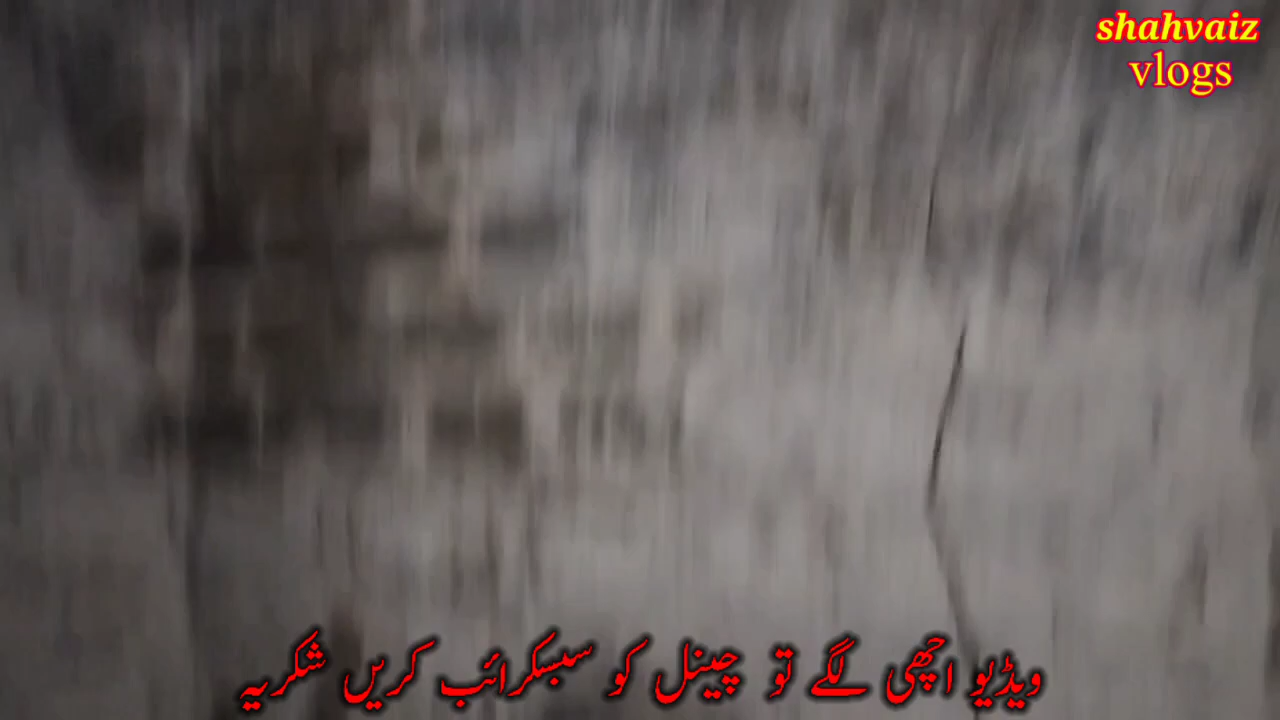 shahvaiz
vlogs
ویڈیو اچھی لگے تو چینل کو سبسکرائب کریں شکریہ